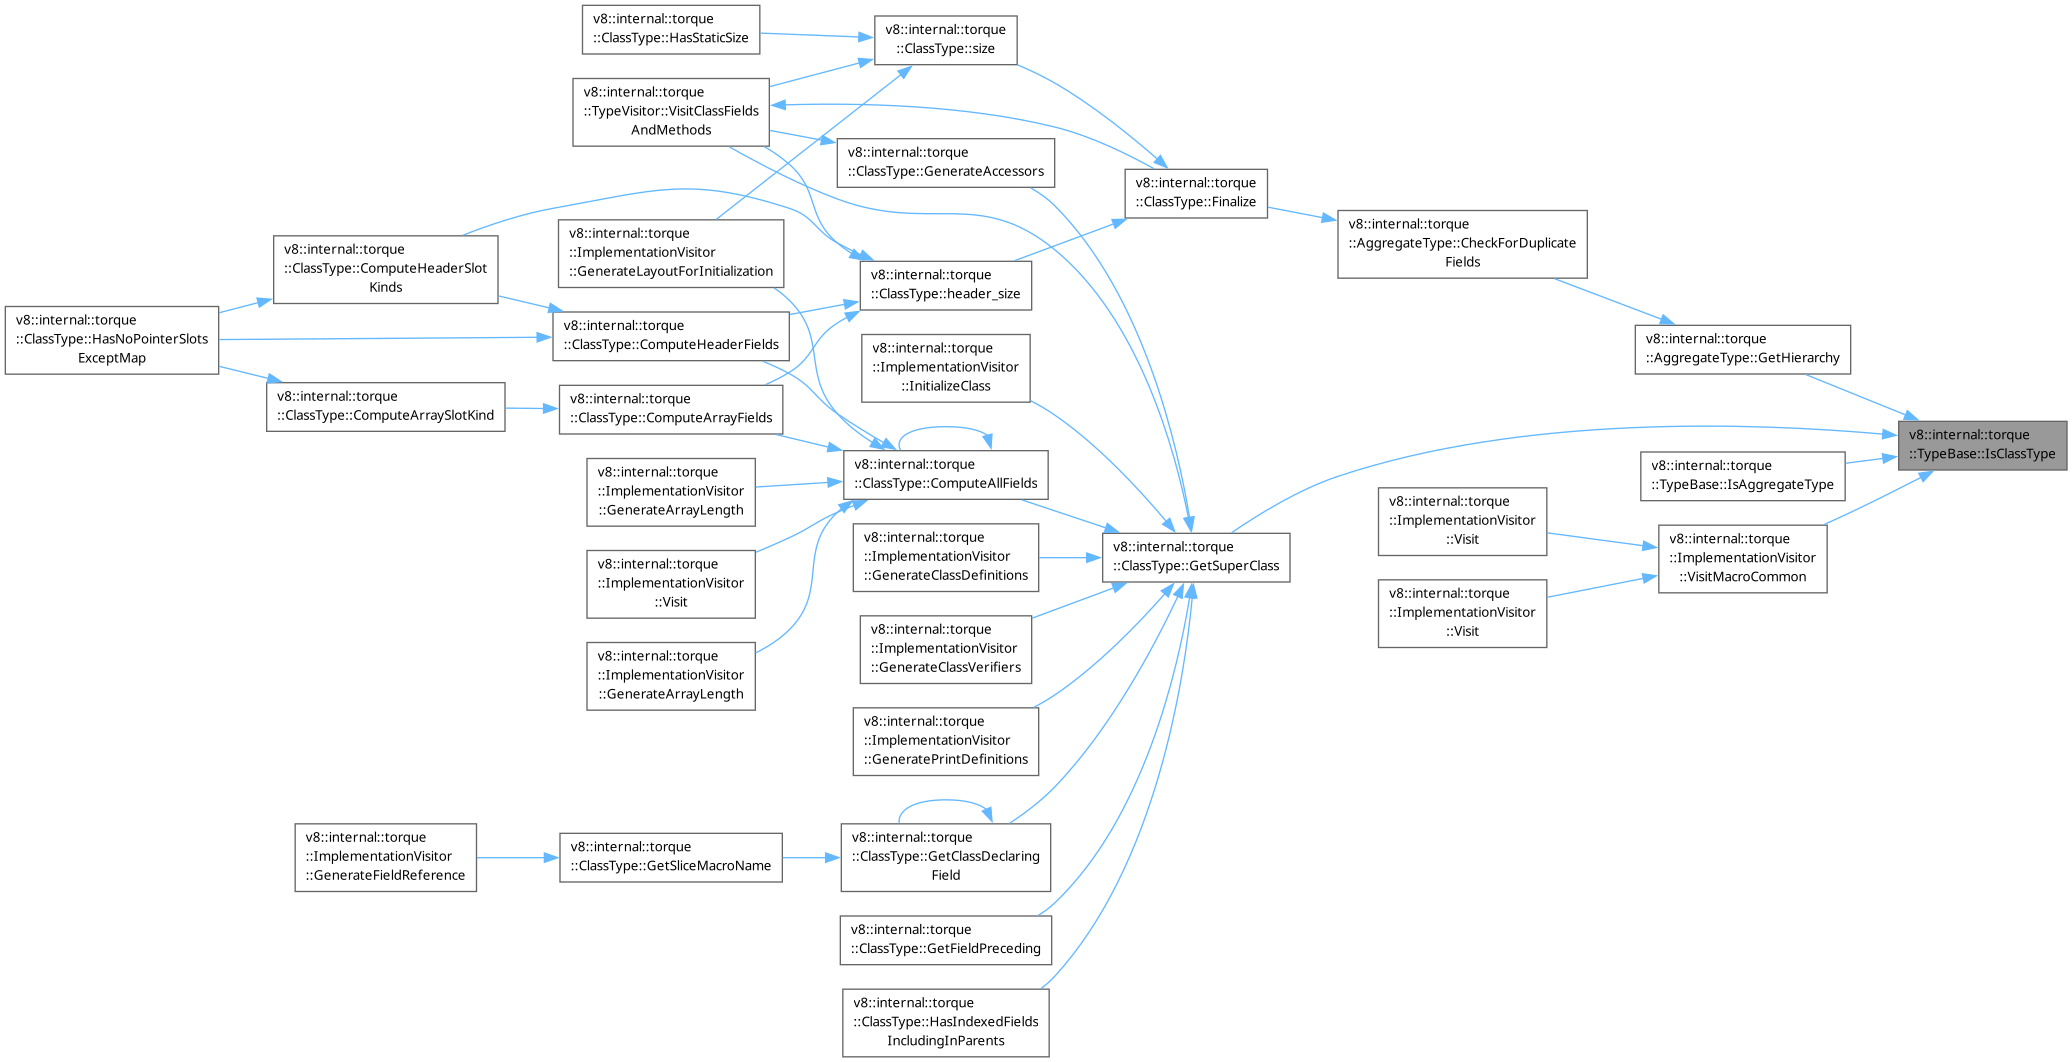 v8::internal::torque
::ClassType::HasStaticSize
v8::internal::torque
::ClassType::size
v8::internal::torque
::TypeVisitor::VisitClassFields
AndMethods
v8::internal::torque
::ClassType::GenerateAccessors
v8::internal::torque
::ClassType::Finalize
v8::internal::torque
::AggregateType::CheckForDuplicate
Fields
v8::internal::torque
::ImplementationVisitor
::GenerateLayoutForInitialization
v8::internal::torque
::ClassType::ComputeHeaderSlot
Kinds
v8::internal::torque
::ClassType::header_size
v8::internal::torque
::ClassType::HasNoPointerSlots
ExceptMap
v8::internal::torque
::ClassType::ComputeHeaderFields
v8::internal::torque
::AggregateType::GetHierarchy
v8::internal::torque
::ImplementationVisitor
::InitializeClass
v8::internal::torque
::ClassType::ComputeArraySlotKind
v8::internal::torque
::ClassType::ComputeArrayFields
v8::internal::torque
::TypeBase::IsClassType
v8::internal::torque
::ClassType::ComputeAllFields
v8::internal::torque
::TypeBase::IsAggregateType
v8::internal::torque
::ImplementationVisitor
::GenerateArrayLength
v8::internal::torque
::ImplementationVisitor
::Visit
v8::internal::torque
::ImplementationVisitor
::GenerateClassDefinitions
v8::internal::torque
::ClassType::GetSuperClass
v8::internal::torque
::ImplementationVisitor
::VisitMacroCommon
v8::internal::torque
::ImplementationVisitor
::Visit
v8::internal::torque
::ImplementationVisitor
::Visit
v8::internal::torque
::ImplementationVisitor
::GenerateClassVerifiers
v8::internal::torque
::ImplementationVisitor
::GenerateArrayLength
v8::internal::torque
::ImplementationVisitor
::GeneratePrintDefinitions
v8::internal::torque
::ImplementationVisitor
::GenerateFieldReference
v8::internal::torque
::ClassType::GetSliceMacroName
v8::internal::torque
::ClassType::GetClassDeclaring
Field
v8::internal::torque
::ClassType::GetFieldPreceding
v8::internal::torque
::ClassType::HasIndexedFields
IncludingInParents